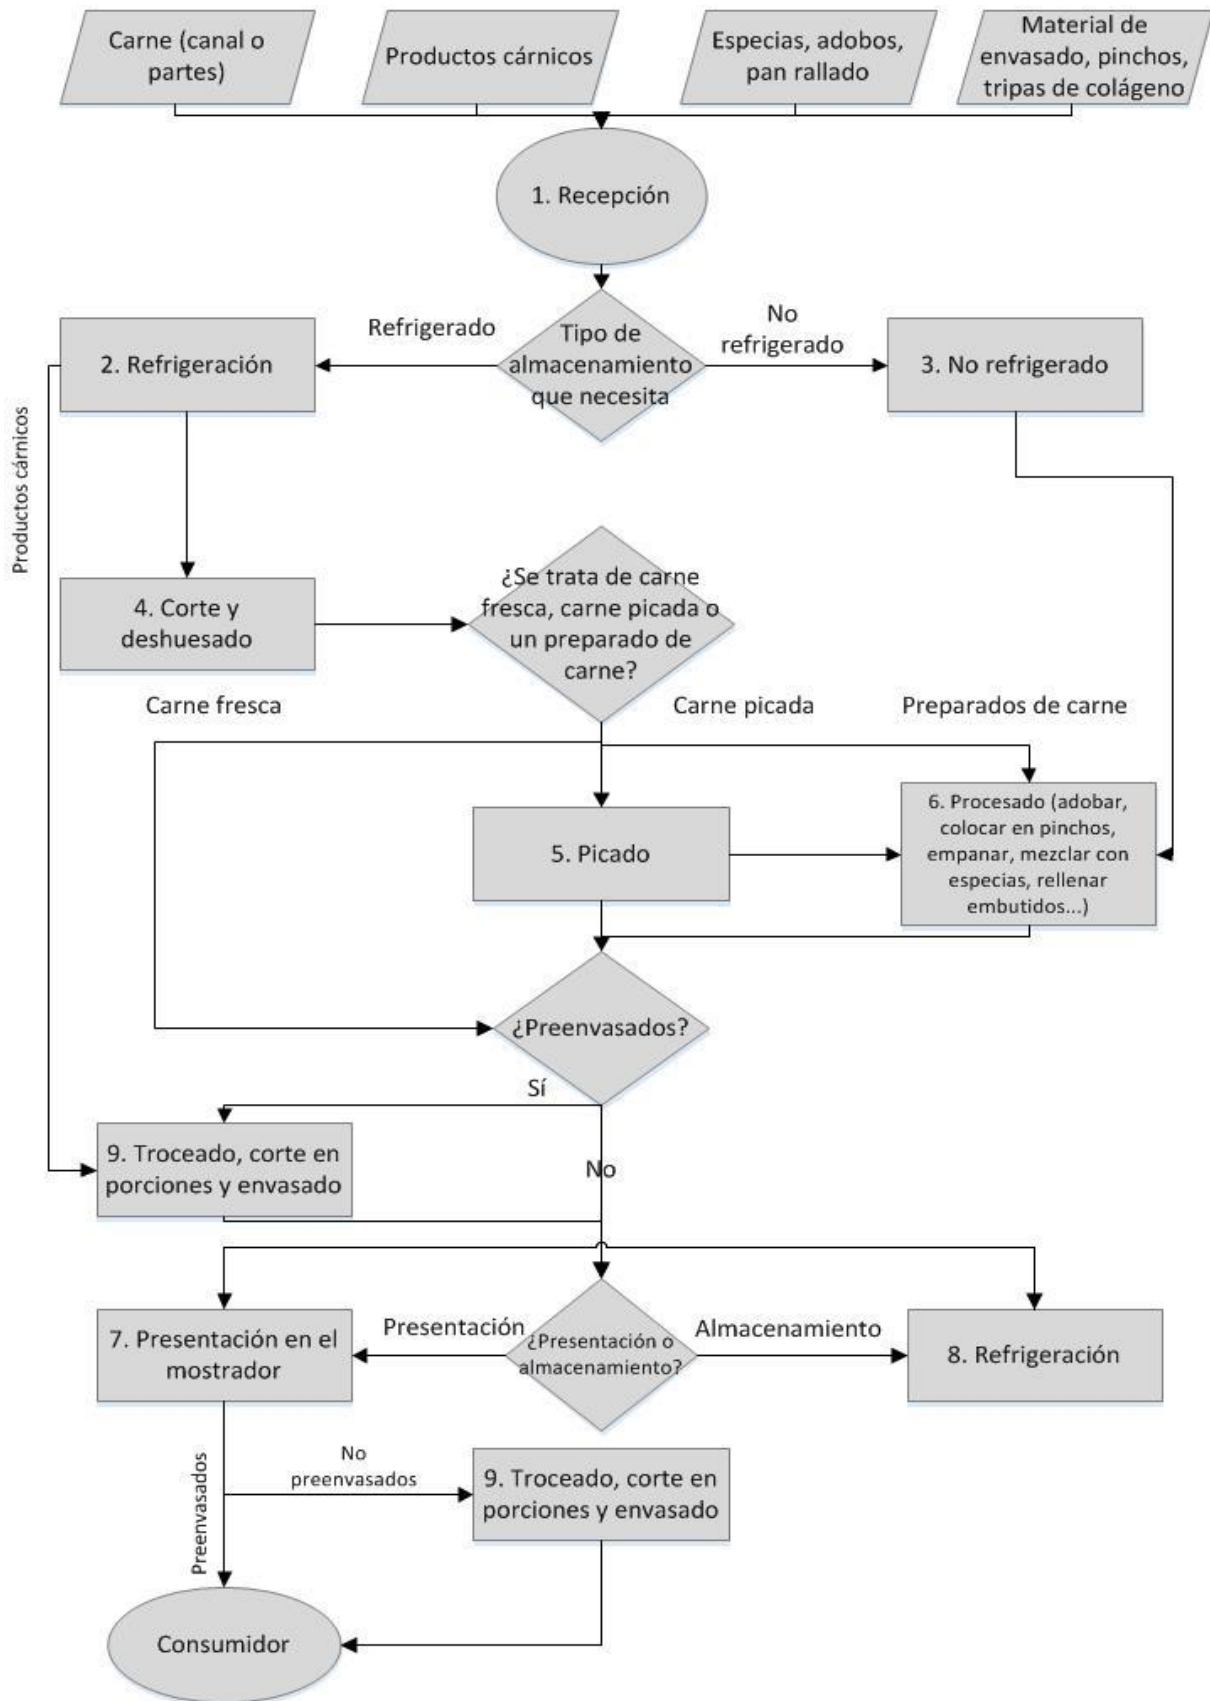 Carne (canal o
partes)
Productos cárnicos
Especias, adobos,
pan rallado
Material de
envasado, pinchos,
tripas de colágeno
1. Recepción
Refrigerado
Tipo de
almacenamiento
que necesita
No
refrigerado
2. Refrigeración
3. No refrigerado
Productos cárnicos
4. Corte y
deshuesado
¿Se trata de carne
fresca, carne picada o
un preparado de
carne?
Carne fresca
Carne picada
Preparados de carne
5. Picado
6. Procesado (adobar,
colocar en pinchos,
empanar, mezclar con
especias, rellenar
embutidos...)
¿Preenvasados?
Sí
No
9. Troceado, corte en
porciones y envasado
7. Presentación en el
mostrador
Presentación
¿Presentación o
almacenamiento?
Almacenamiento
8. Refrigeración
Preenvasados
No
preenvasados
9. Troceado, corte en
porciones y envasado
Consumidor